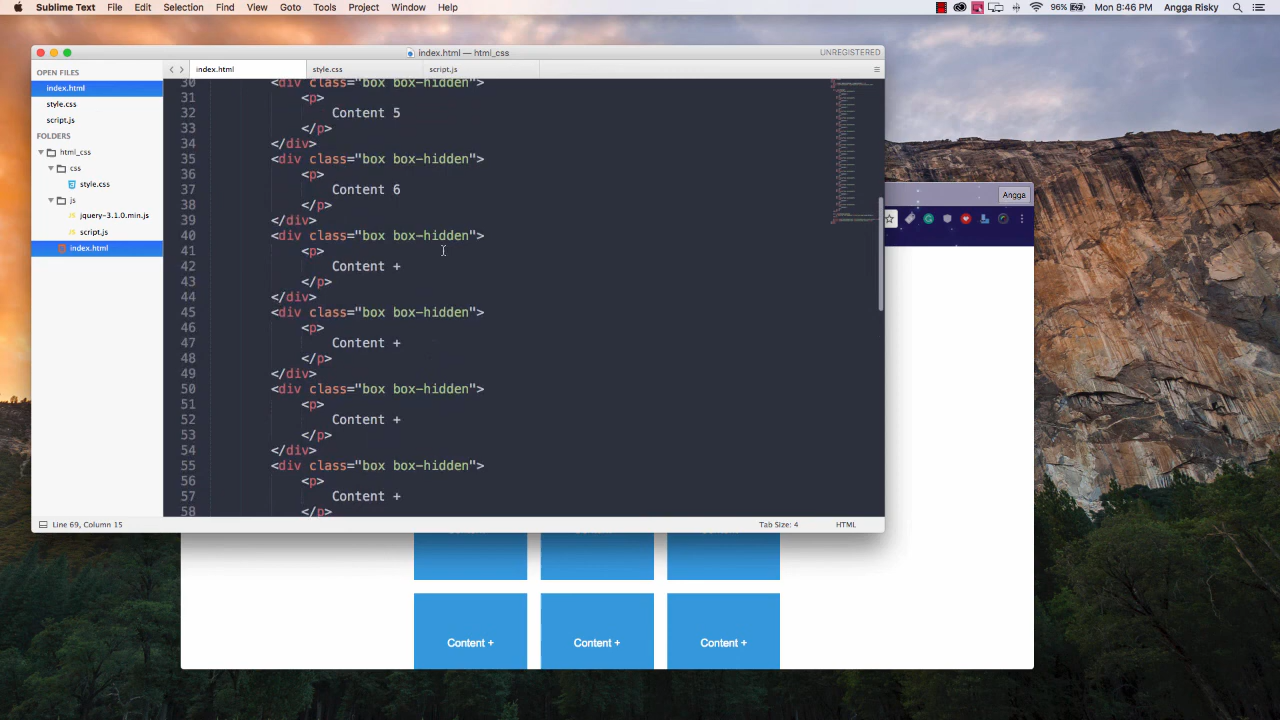 Sublime Text File Edit Selection Find View Goto Tools Project Window Help 96% Mon 8:46 PM Angga Risky
index.html — html_css UNREGISTERED
OPEN FILES
index.html
style.css
script.js
FOLDERS
html_css
css
style.css
js
jquery-3.1.0.min.js
script.js
index.html
index.html style.css script.js
30 <div class="box box-hidden">
31 <p>
32 Content 5
33 </p>
34 </div>
35 <div class="box box-hidden">
36 <p>
37 Content 6
38 </p>
39 </div>
40 <div class="box box-hidden">
41 <p>
42 Content +
43 </p>
44 </div>
45 <div class="box box-hidden">
46 <p>
47 Content +
48 </p>
49 </div>
50 <div class="box box-hidden">
51 <p>
52 Content +
53 </p>
54 </div>
55 <div class="box box-hidden">
56 <p>
57 Content +
58 </p>
Line 69, Column 15 Tab Size: 4 HTML
Angga
Content + Content + Content +